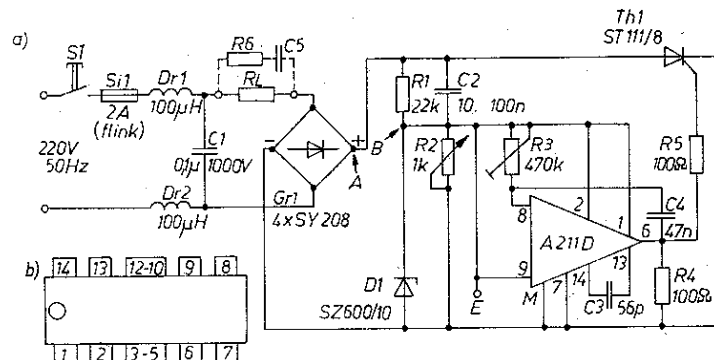 a)
S1
Si1
2A
(flink)
Dr1
100µH
R6
C5
RL
220V
50Hz
C1
0,1µ
1000V
Dr2
100µH
Gr1
4xSY 208
-
+
A
B
R1
22k
C2
10...100n
R2
1k
R3
470k
Th1
ST 111/8
R5
100Ω
C4
47n
8
2
1
A 211 D
6
9
M
7
14
13
C3
56p
R4
100Ω
D1
SZ600/10
E
b)
14 13 12-10 9 8
1 2 3-5 6 7